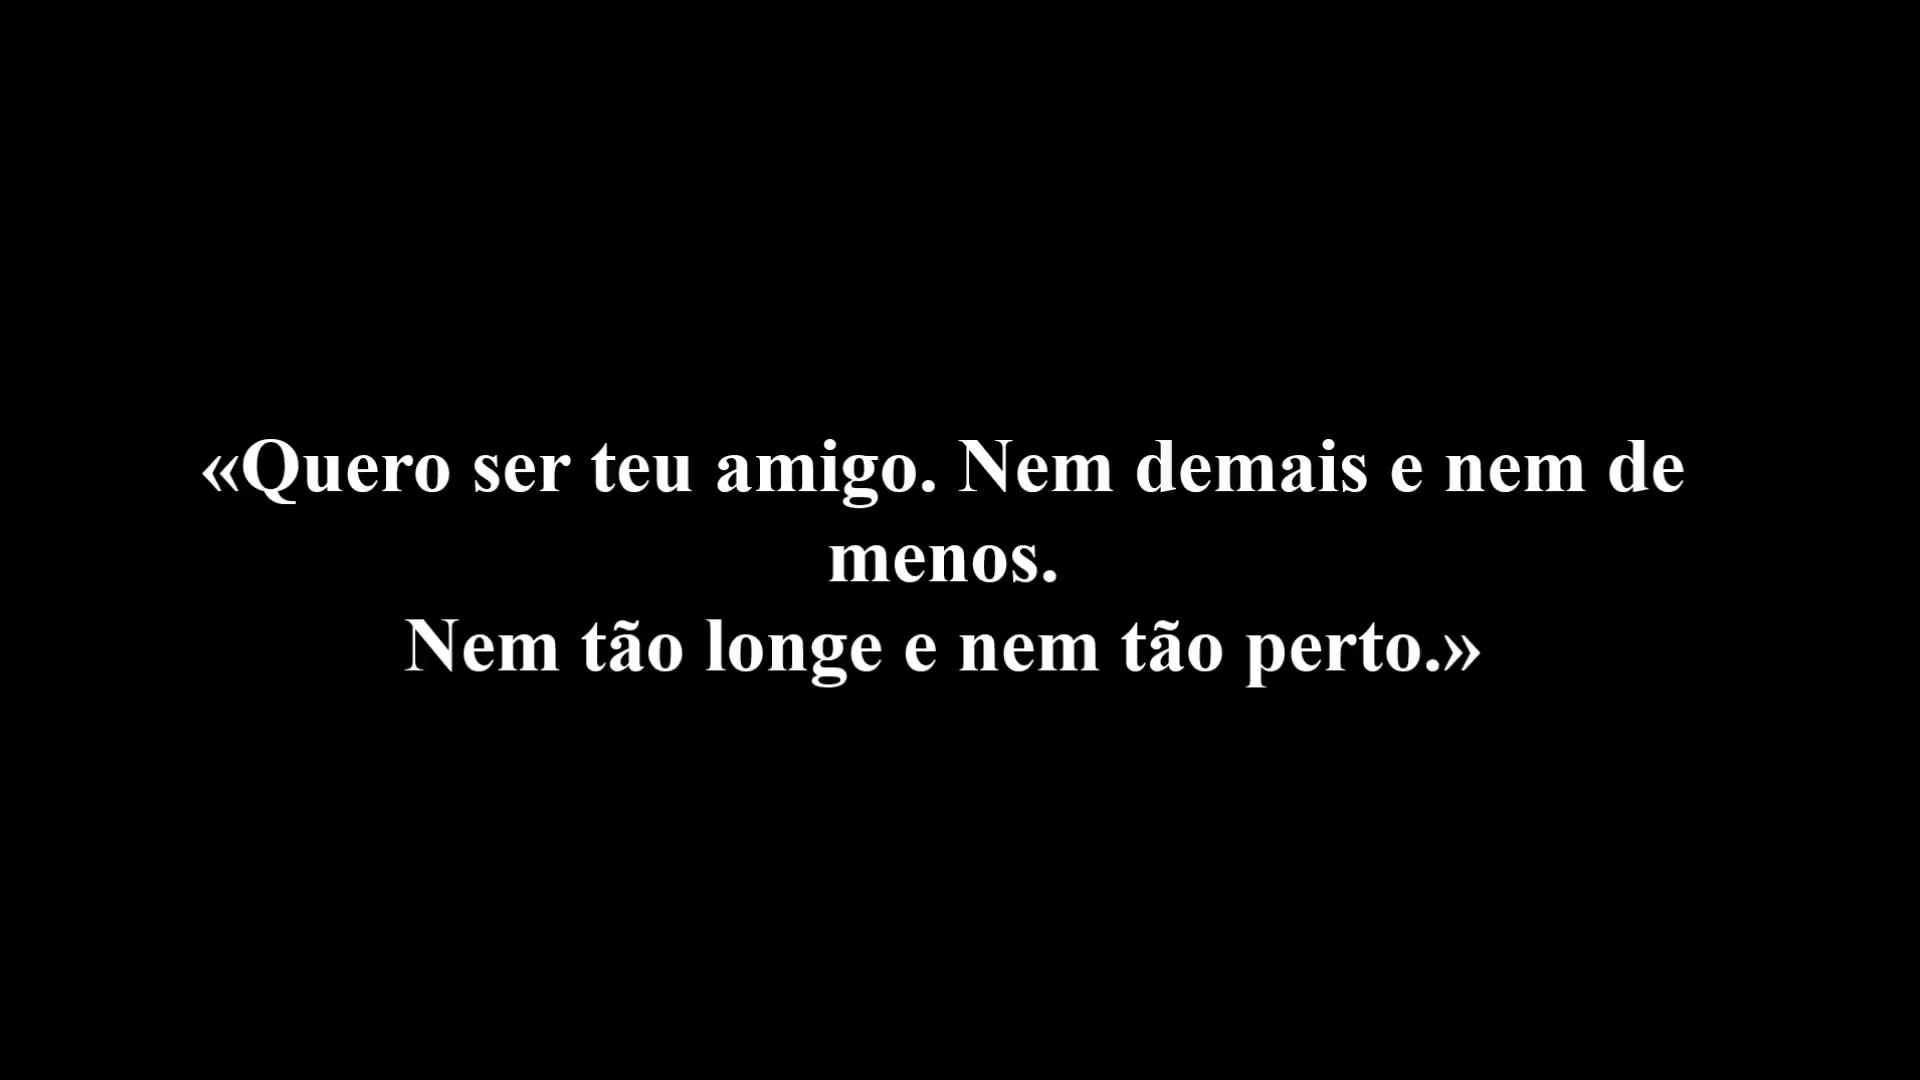 «Quero ser teu amigo. Nem demais e nem de
menos.
Nem tão longe e nem tão perto.»